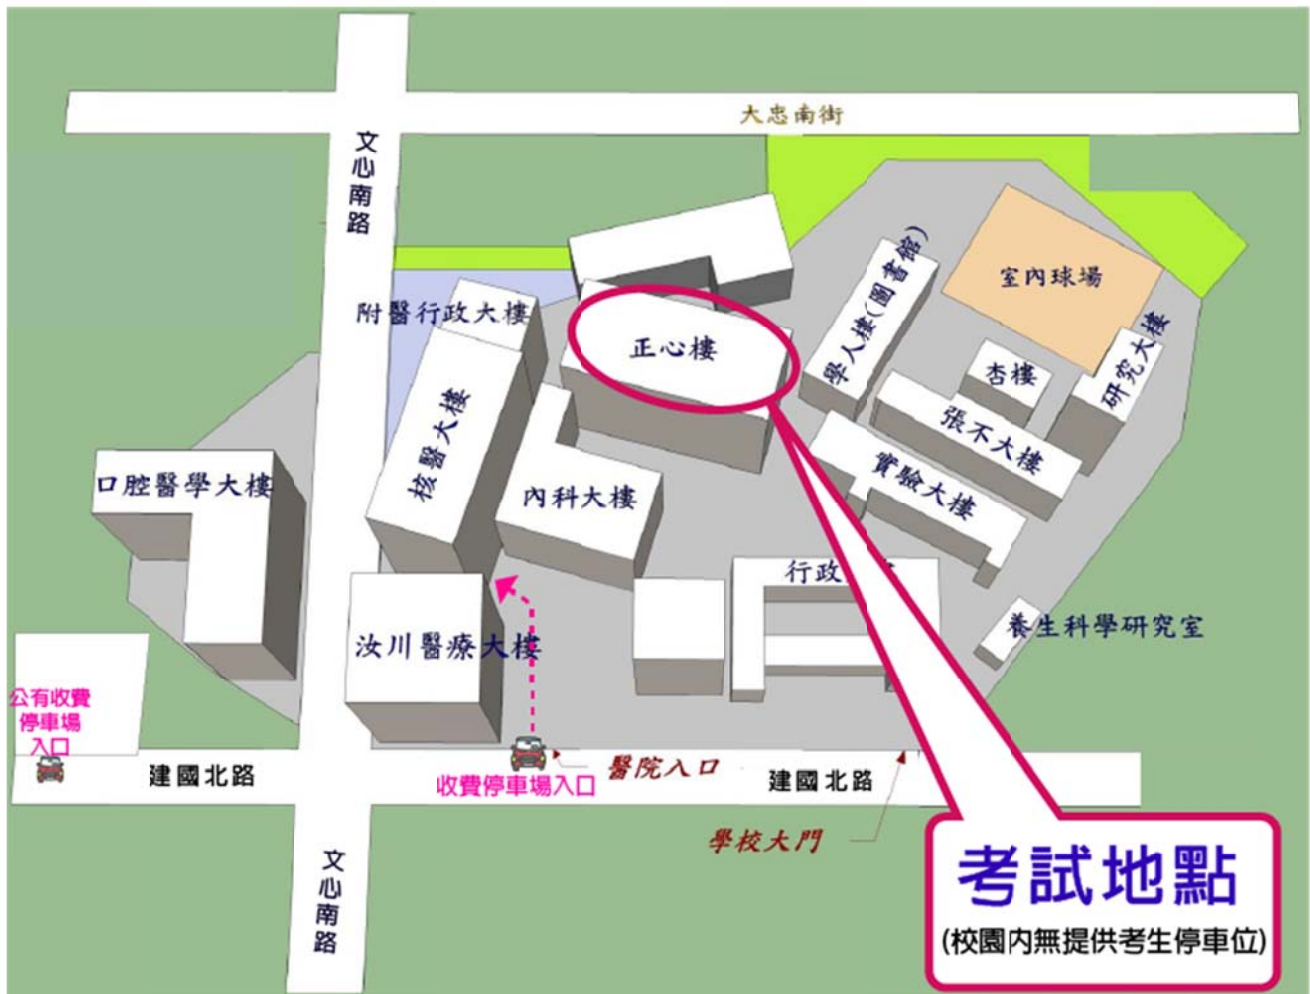 大忠南街
文心南路
學人樓(圖書館)
室內球場
附醫行政大樓
正心樓
杏樓
研究大樓
張不大樓
核醫大樓
實驗大樓
口腔醫學大樓
內科大樓
行政
養生科學研究室
汝川醫療大樓
公有收費
停車場
入口
建國北路
收費停車場入口
醫院入口
建國北路
學校大門
文心南路
考試地點
(校園內無提供考生停車位)